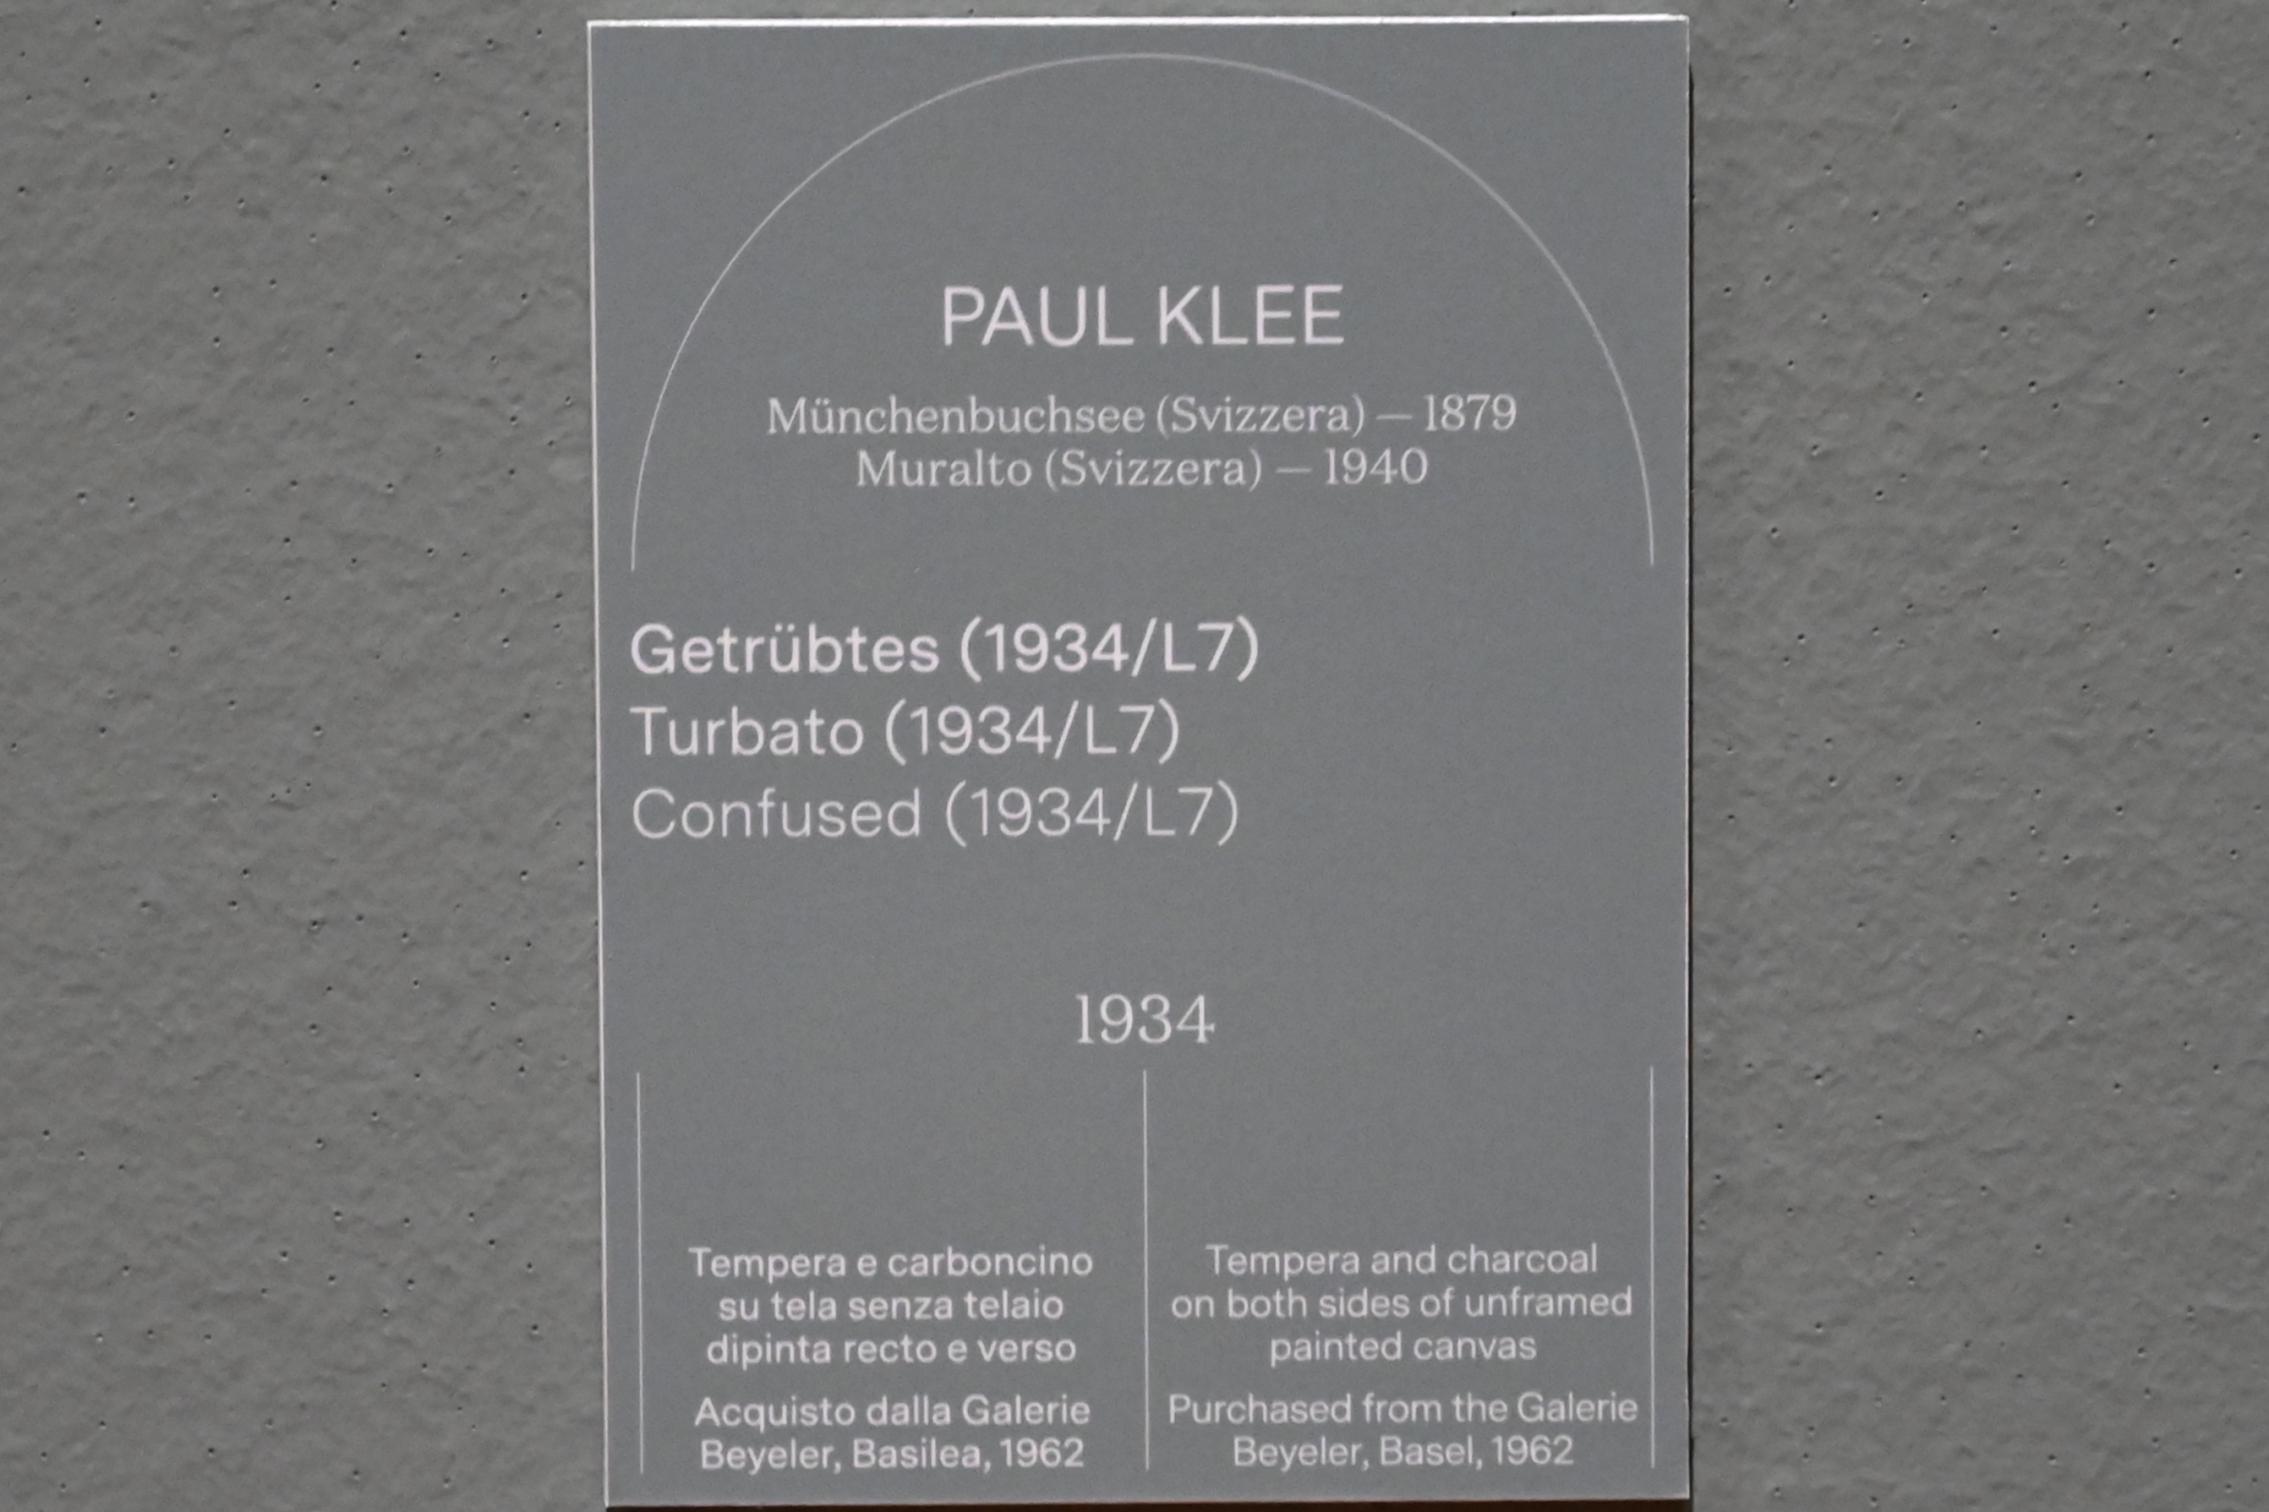 PAUL KLEE
Münchenbuchsee (Svizzera) — 1879
Muralto (Svizzera) — 1940
Getrübtes (1934/L7)
Turbato (1934/L7)
Confused (1934/L7)
1934
Tempera e carboncino
su tela senza telaio
dipinta recto e verso
Acquisto dalla Galerie
Beyeler, Basilea, 1962
Tempera and charcoal
on both sides of unframed
painted canvas
Purchased from the Galerie
Beyeler, Basel, 1962